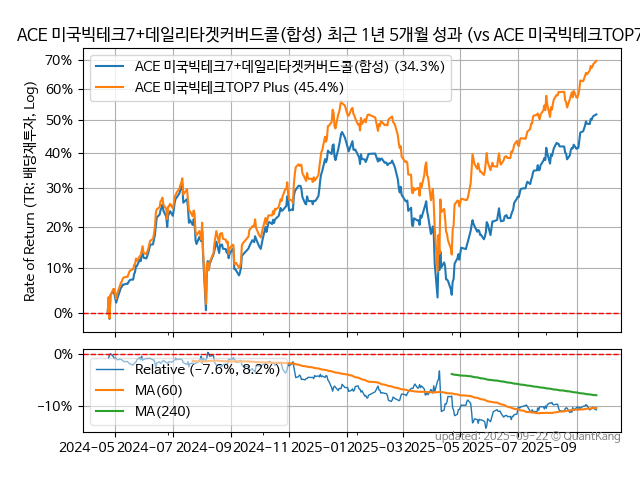 ACE 미국빅테크7+데일리타겟커버드콜(합성) 최근 1년 5개월 성과 (vs ACE 미국빅테크TOP7
Rate of Return (TR: 배당재투자, Log)
70%
60%
50%
40%
30%
20%
10%
0%
ACE 미국빅테크7+데일리타겟커버드콜(합성) (34.3%)
ACE 미국빅테크TOP7 Plus (45.4%)
0%
−10%
Relative (−7.6%, 8.2%)
MA(60)
MA(240)
updated: 2025-09-22 © QuantKang
2024-05 2024-07 2024-09 2024-11 2025-01 2025-03 2025-05 2025-07 2025-09